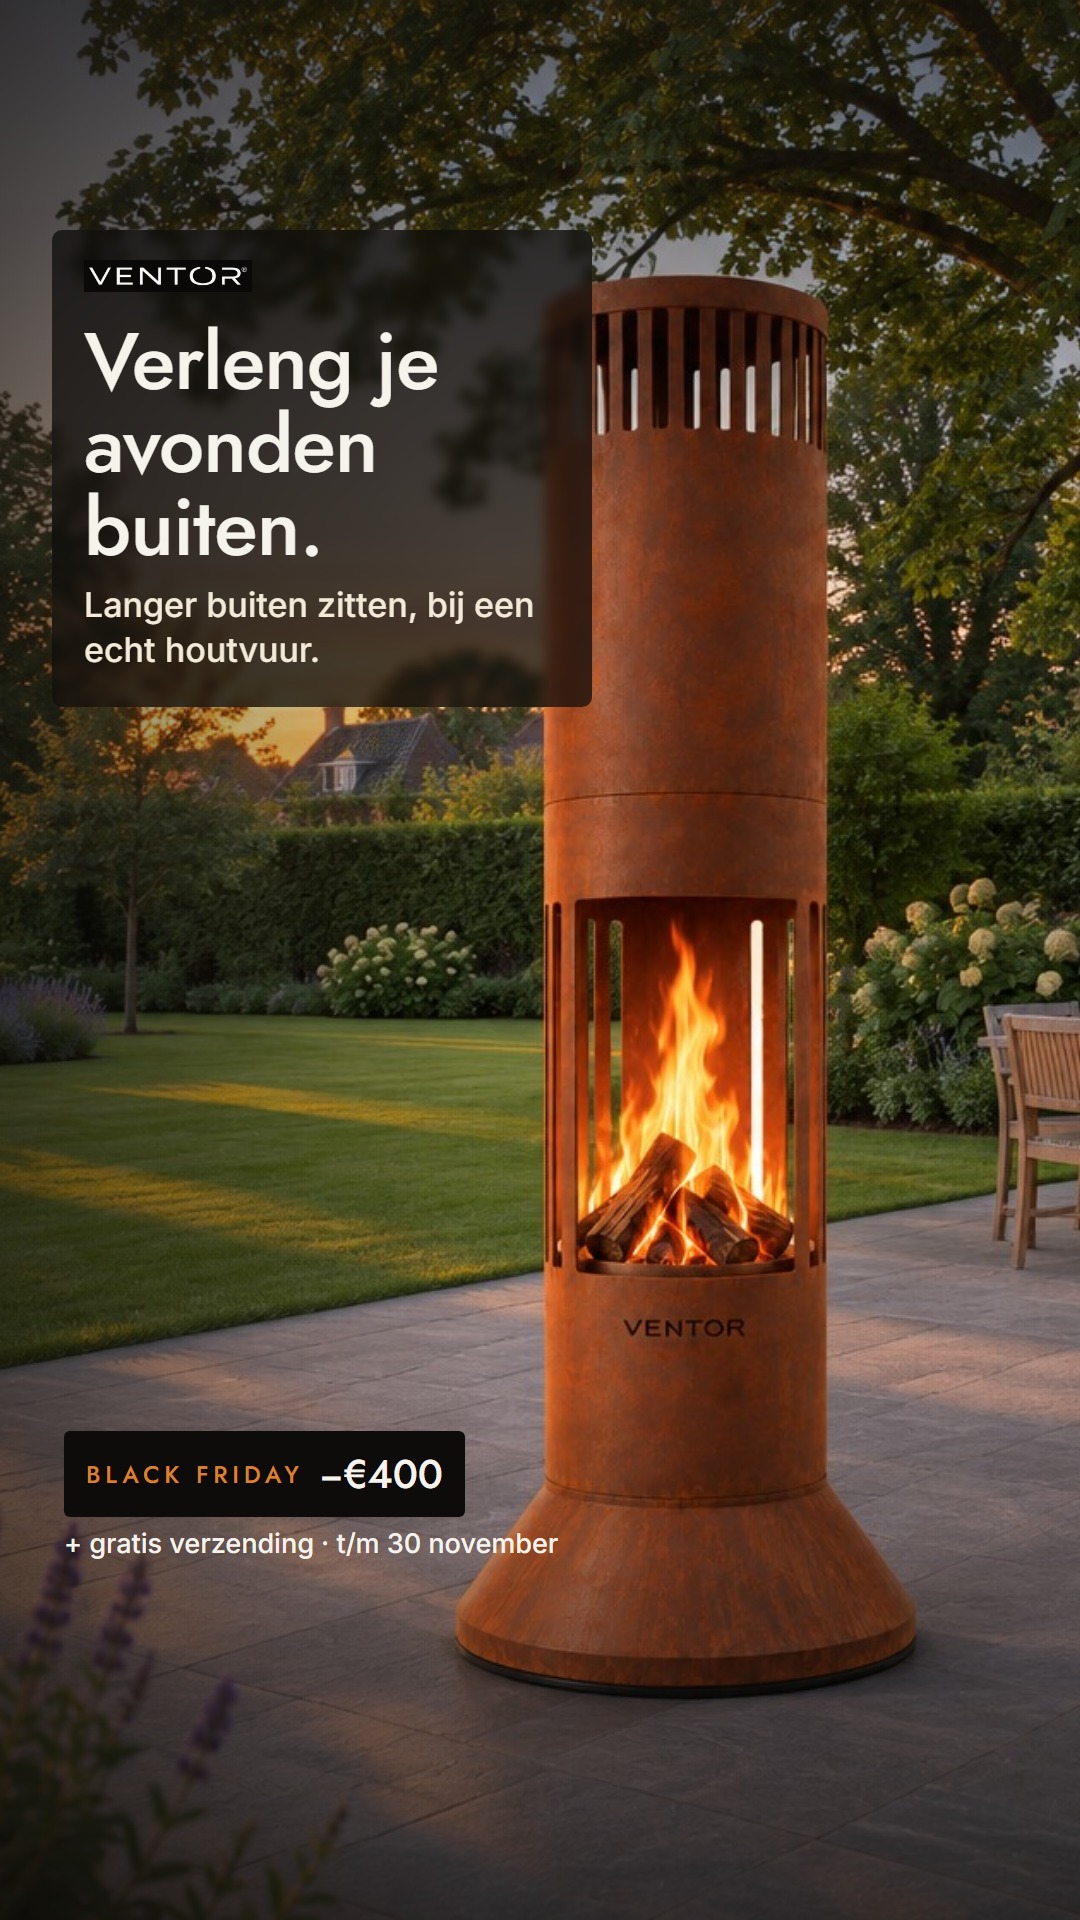 VENTOR®
Verleng je
avonden
buiten.
Langer buiten zitten, bij een
echt houtvuur.
VENTOR
BLACK FRIDAY –€400
+ gratis verzending · t/m 30 november